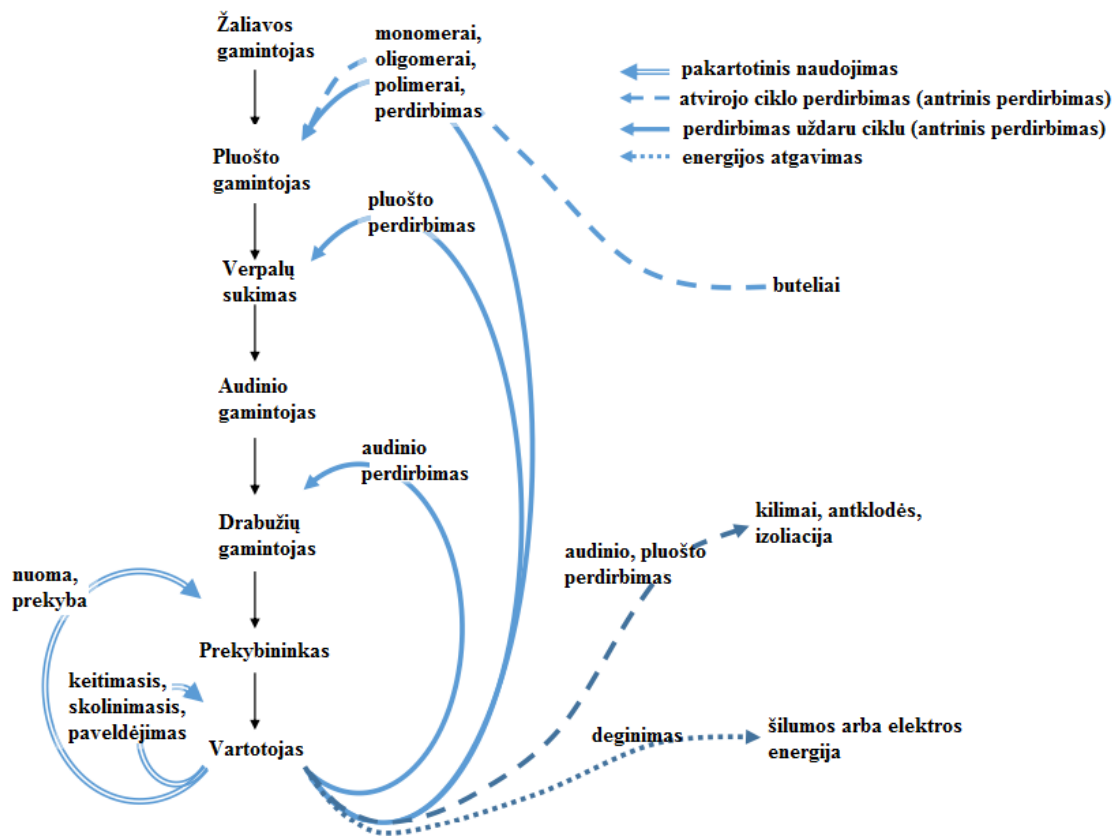 Žaliavos
gamintojas
monomerai,
oligomerai,
polimerai,
perdirbimas
pakartotinis naudojimas
atvirojo ciklo perdirbimas (antrinis perdirbimas)
perdirbimas uždaru ciklu (antrinis perdirbimas)
energijos atgavimas
Pluošto
gamintojas
pluošto
perdirbimas
Verpalų
sukimas
buteliai
Audinio
gamintojas
audinio
perdirbimas
Drabužių
gamintojas
kilimai, antklodės,
izoliacija
audinio, pluošto
perdirbimas
nuoma,
prekyba
Prekybininkas
keitimasis,
skolinimasis,
paveldėjimas
Vartotojas
deginimas
šilumos arba elektros
energija